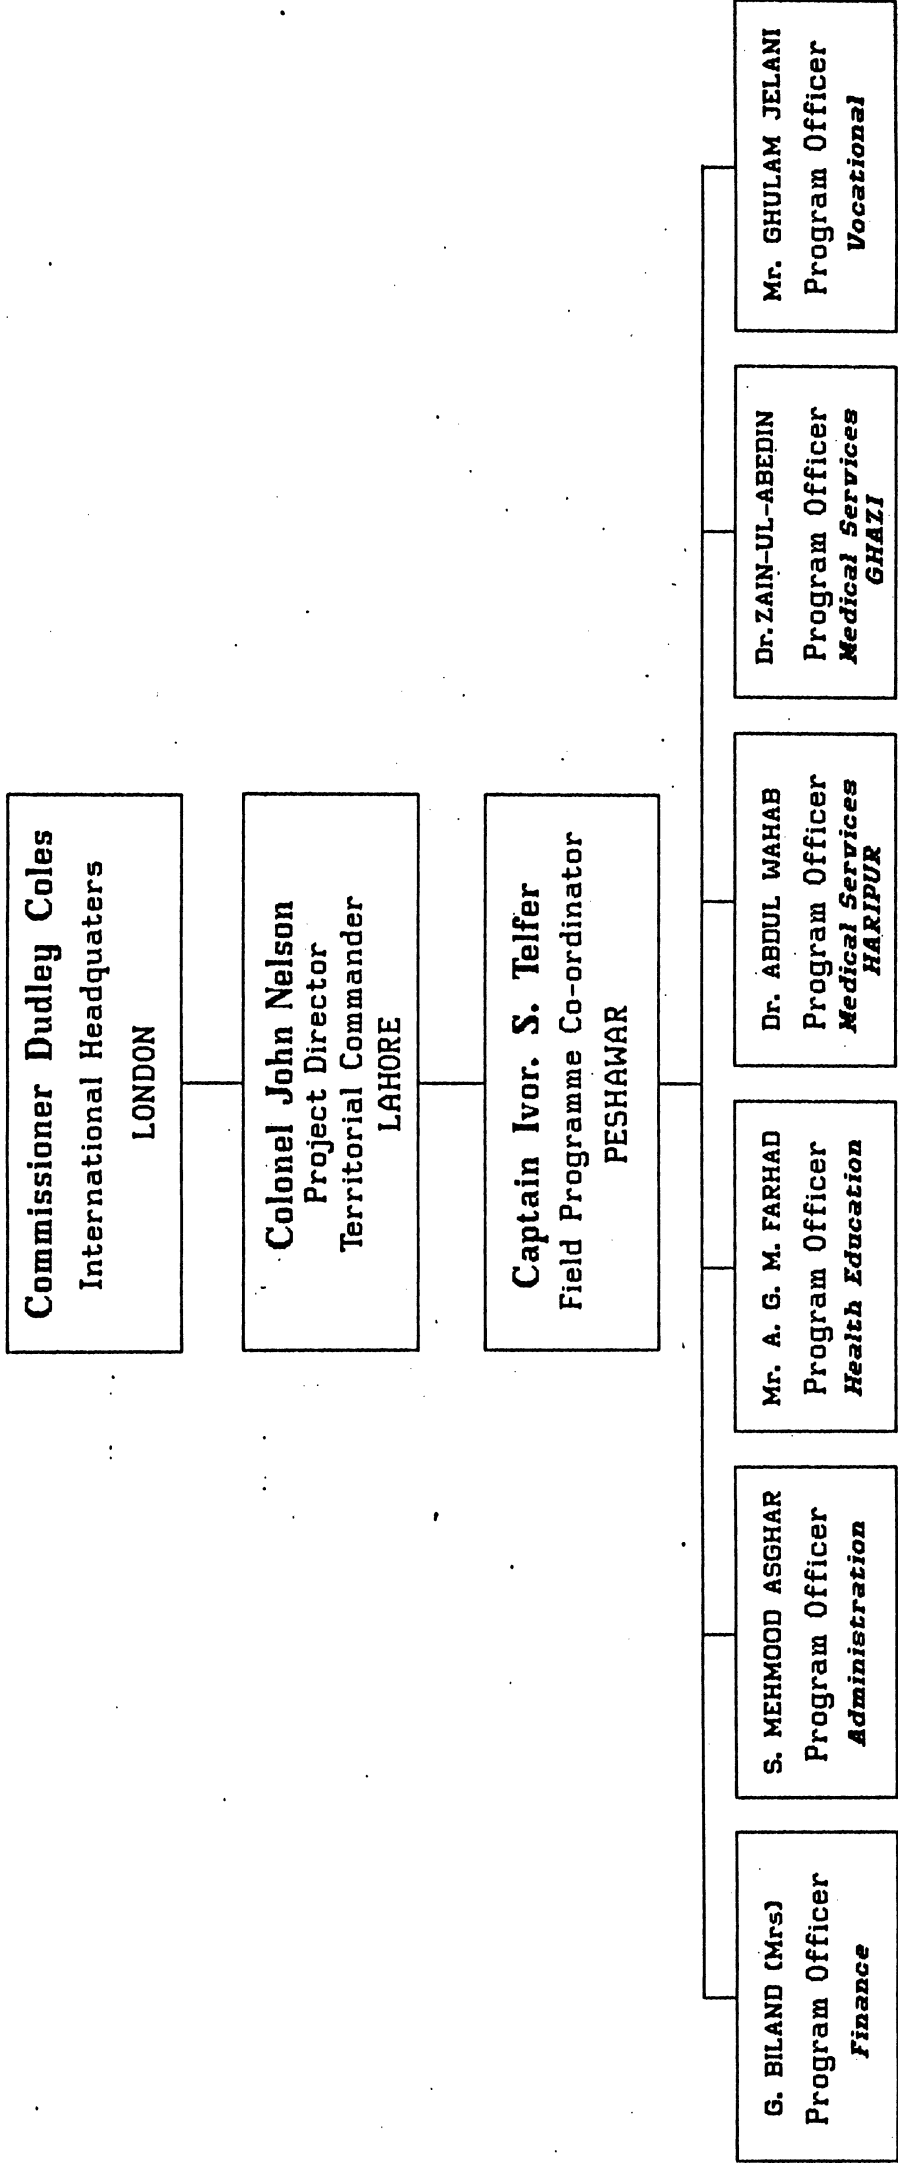 Commissioner Dudley Coles
International Headquaters
LONDON
Colonel John Nelson
Project Director
Territorial Commander
LAHORE
Captain Ivor. S. Telfer
Field Programme Co-ordinator
PESHAWAR
G. BILAND (Mrs)
Program Officer
Finance
S. MEHMOOD ASGHAR
Program Officer
Administration
Mr. A. G. M. FARHAD
Program Officer
Health Education
Dr. ABDUL WAHAB
Program Officer
Medical Services
HARIPUR
Dr.ZAIN-UL-ABEDIN
Program Officer
Medical Services
GHAZI
Mr. GHULAM JELANI
Program Officer
Vocational